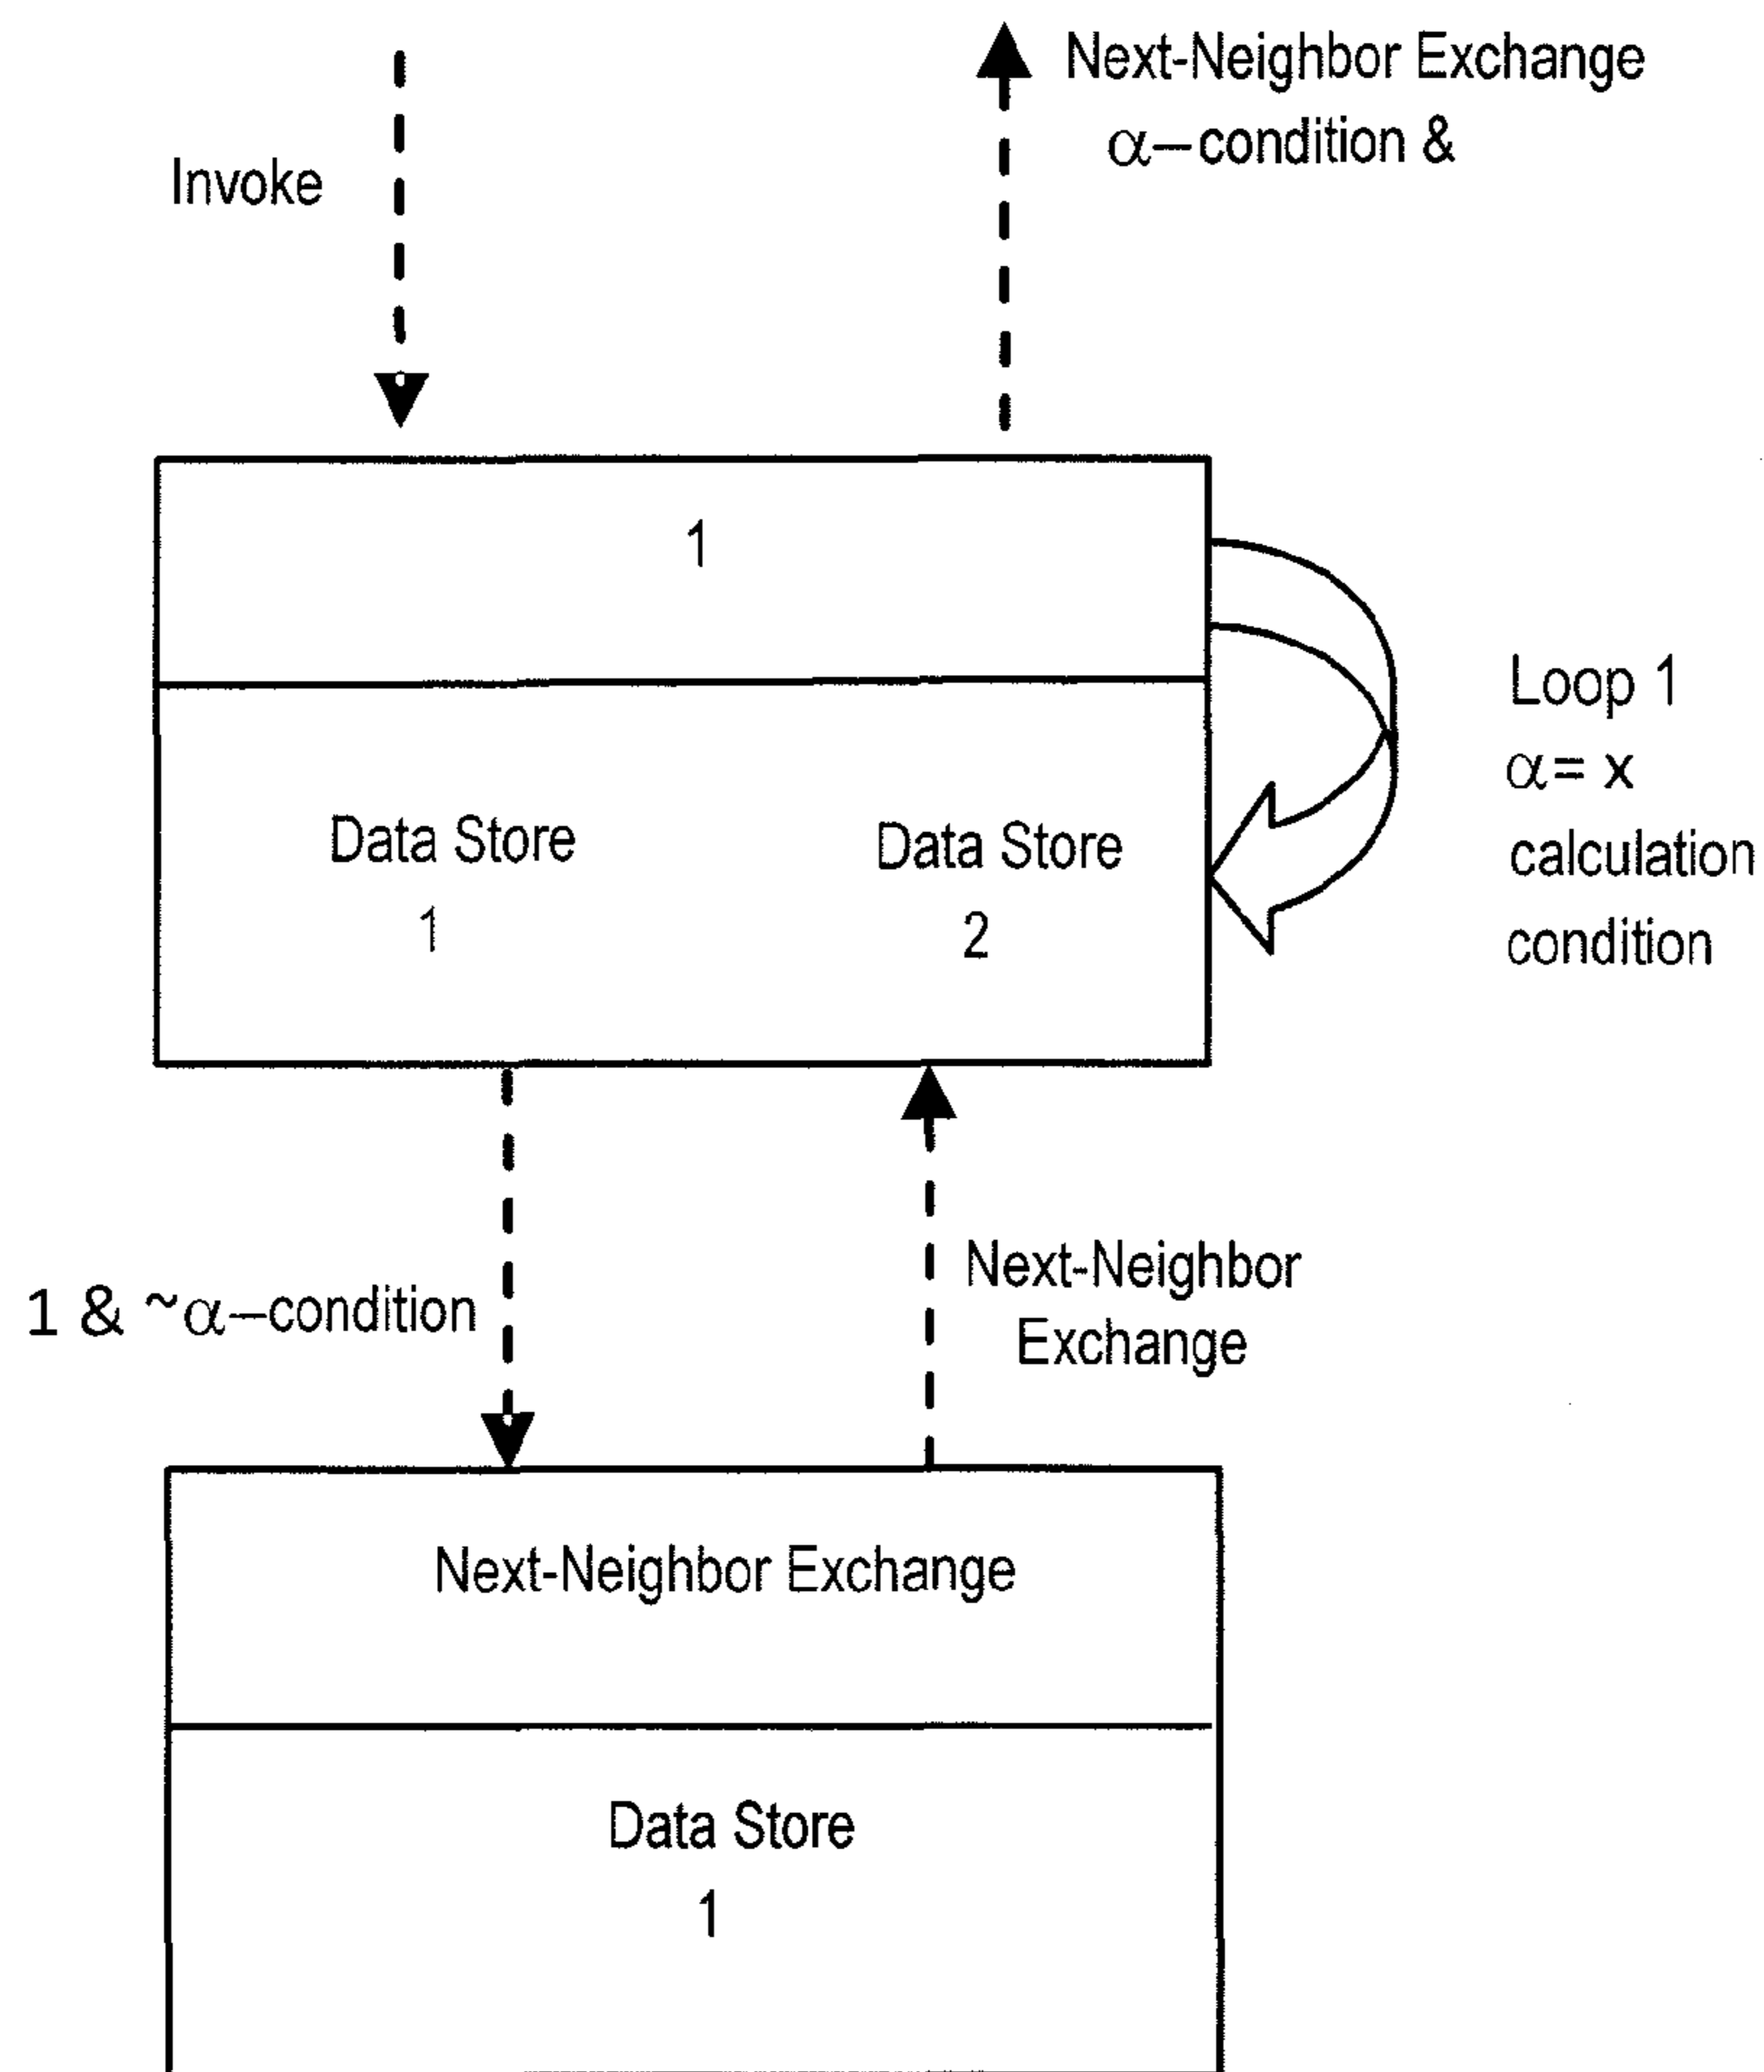 Next-Neighbor Exchange
α–condition &
Invoke
1
Loop 1
α= x
calculation
condition
Data Store
1
Data Store
2
1 & ~α–condition
Next-Neighbor
Exchange
Next-Neighbor Exchange
Data Store
1